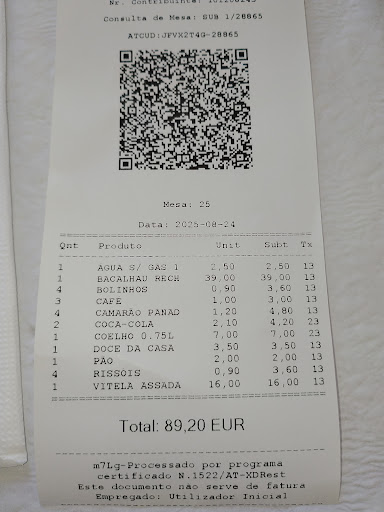 Nr. Contribuinte:
Consulta de Mesa: SUB 1/28865
ATCUD:JFVX2T4G-28865
Mesa: 25
Data: 2025-08-24
Qnt Produto Unit Subt Tx
1 AGUA S/ GAS 1 2,50 2,50 13
1 BACALHAU RECH 39,00 39,00 13
4 BOLINHOS 0,90 3,60 13
3 CAFE 1,00 3,00 13
4 CAMARÃO PANAD 1,20 4,80 13
2 COCA-COLA 2,10 4,20 23
1 COELHO 0.75L 7,00 7,00 23
1 DOCE DA CASA 3,50 3,50 13
1 PÃO 2,00 2,00 13
4 RISSÓIS 0,90 3,60 13
1 VITELA ASSADA 16,00 16,00 13
Total: 89,20 EUR
m7Lg-Processado por programa
certificado N.1522/AT-XDRest
Este documento não serve de fatura
Empregado: Utilizador Inicial